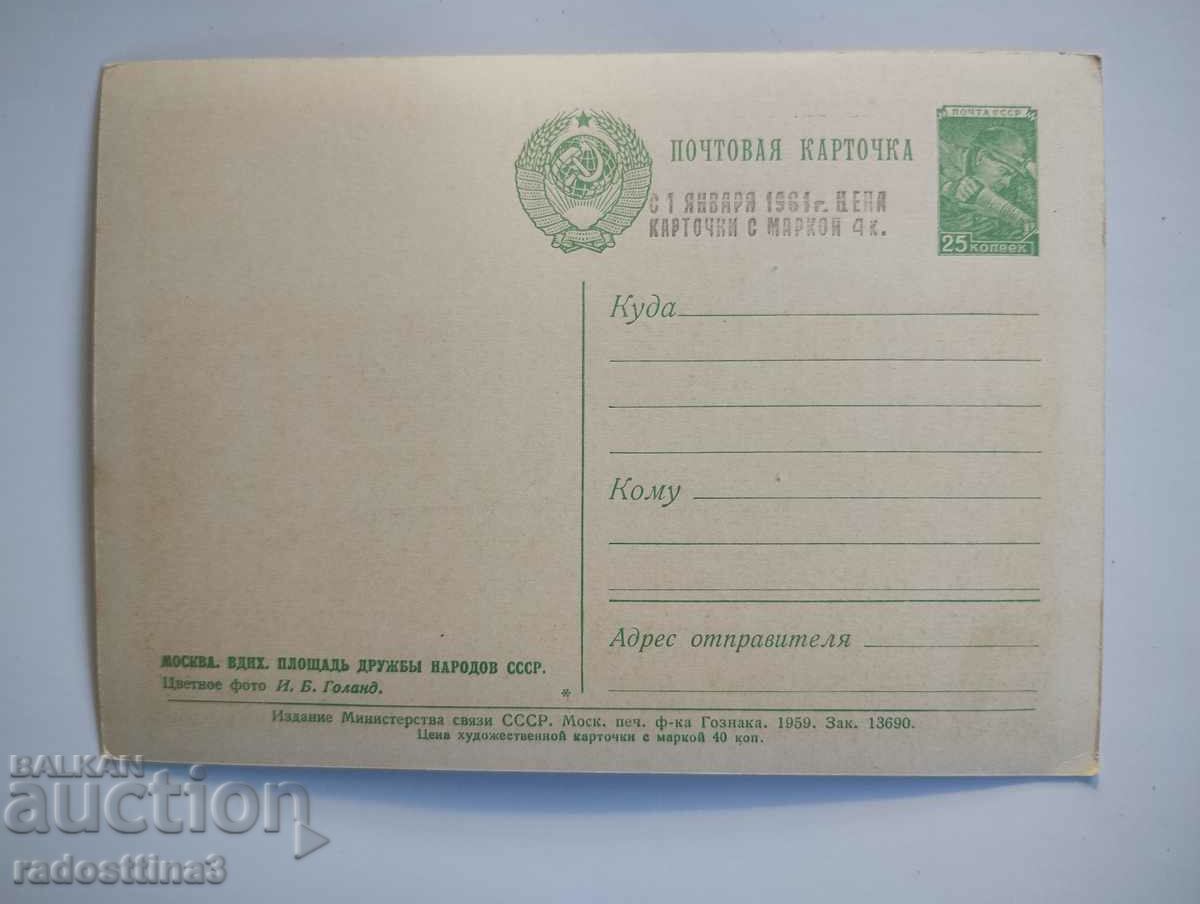 ПОЧТА СССР
25 копеек
ПОЧТОВАЯ КАРТОЧКА
С 1 ЯНВАРЯ 1961 г. ЦЕНА
КАРТОЧКИ С МАРКОЙ 4 к.
Куда
Кому
Адрес отправителя
МОСКВА. ВДНХ. ПЛОЩАДЬ ДРУЖБЫ НАРОДОВ СССР.
Цветное фото И. Б. Голанд.
*
Издание Министерства связи СССР. Моск. печ. ф-ка Гознака. 1959. Зак. 13690.
Цена художественной карточки с маркой 40 коп.
BALKAN
auction
radosttina3